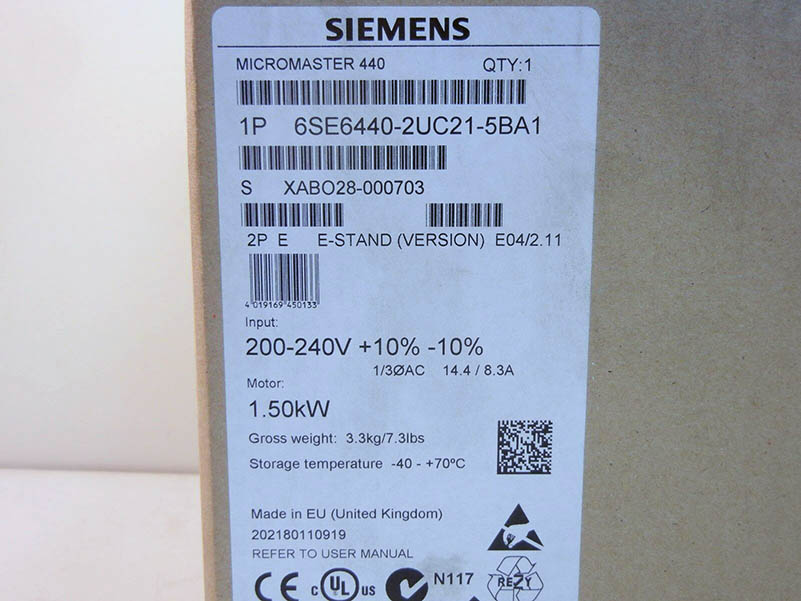 SIEMENS
MICROMASTER 440 QTY:1
1P 6SE6440-2UC21-5BA1
S XABO28-000703
2P E E-STAND (VERSION) E04/2.11
4 019169 450133
Input:
200-240V +10% -10%
1/3ØAC 14.4 / 8.3A
Motor:
1.50kW
Gross weight: 3.3kg/7.3lbs
Storage temperature -40 - +70ºC
Made in EU (United Kingdom)
202180110919
REFER TO USER MANUAL
CE c UL US N117 REZY